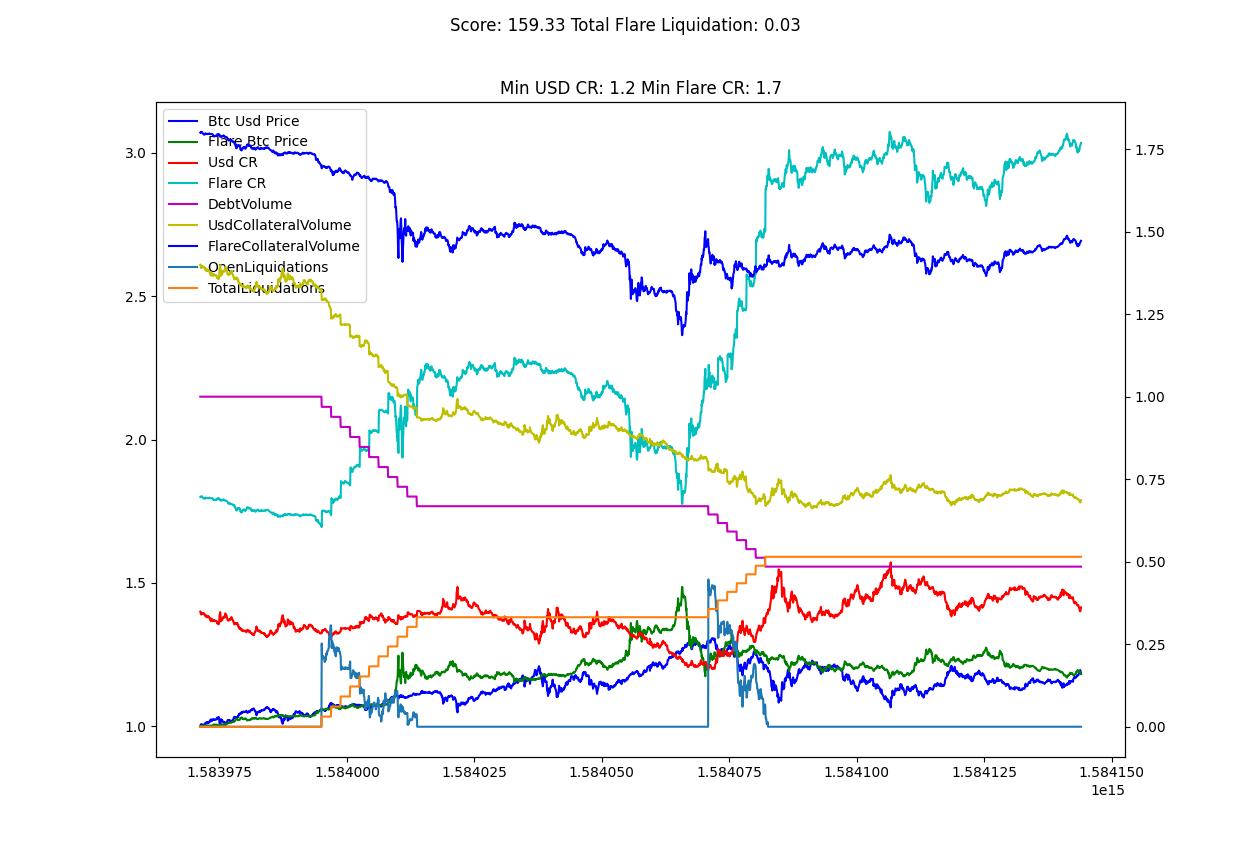 Score: 159.33 Total Flare Liquidation: 0.03
Min USD CR: 1.2 Min Flare CR: 1.7
Btc Usd Price
Flare Btc Price
Usd CR
Flare CR
DebtVolume
UsdCollateralVolume
FlareCollateralVolume
OpenLiquidations
TotalLiquidations
3.0
2.5
2.0
1.5
1.0
1.75
1.50
1.25
1.00
0.75
0.50
0.25
0.00
1.583975
1.584000
1.584025
1.584050
1.584075
1.584100
1.584125
1.584150
1e15